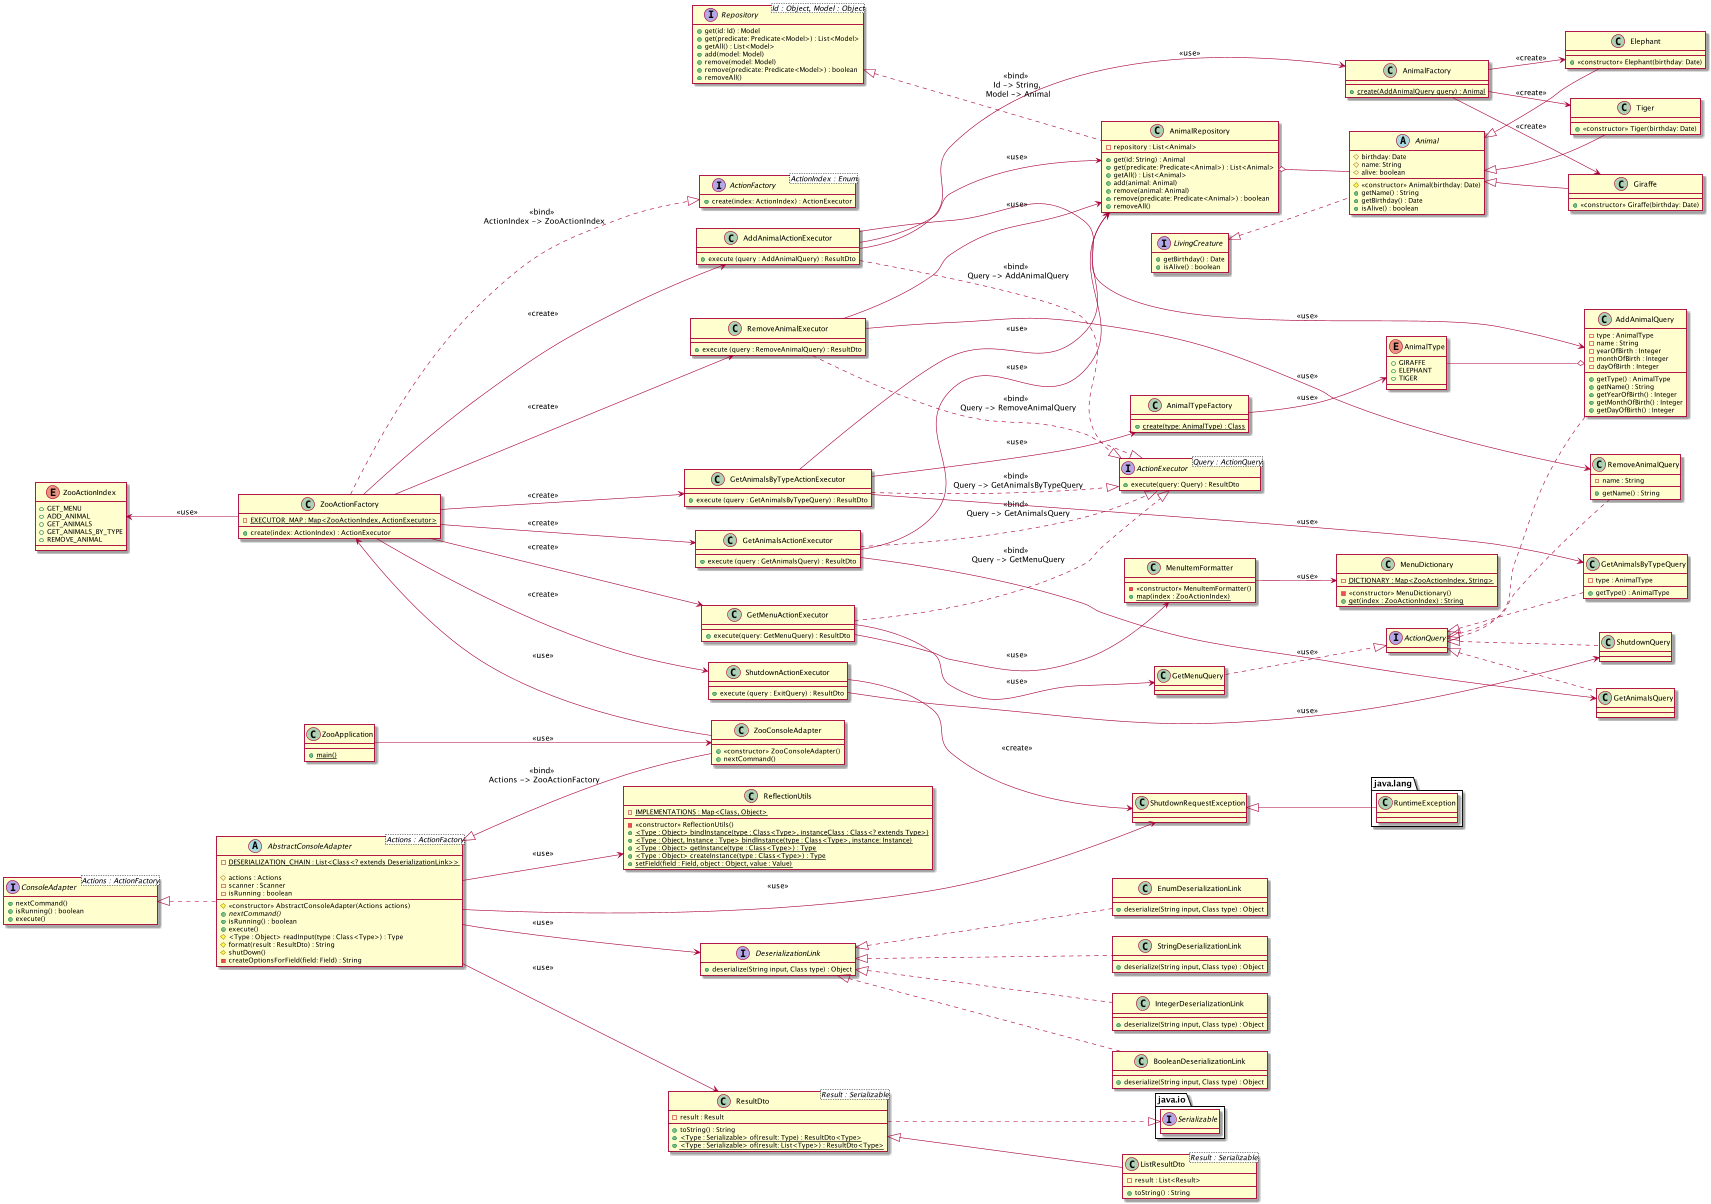 Repository
Id : Object, Model : Object
get(id: Id) : Model
get(predicate: Predicate<Model>) : List<Model>
getAll() : List<Model>
add(model: Model)
remove(model: Model)
remove(predicate: Predicate<Model>) : boolean
removeAll()
«bind»
Id -> String,
Model -> Animal
«use»
AnimalFactory
create(AddAnimalQuery query) : Animal
«create»
«create»
«create»
Elephant
«constructor» Elephant(birthday: Date)
Tiger
«constructor» Tiger(birthday: Date)
Giraffe
«constructor» Giraffe(birthday: Date)
AnimalRepository
repository : List<Animal>
get(id: String) : Animal
get(predicate: Predicate<Animal>) : List<Animal>
getAll() : List<Animal>
add(animal: Animal)
remove(animal: Animal)
remove(predicate: Predicate<Animal>) : boolean
removeAll()
Animal
birthday: Date
name: String
alive: boolean
«constructor» Animal(birthday: Date)
getName() : String
getBirthday() : Date
isAlive() : boolean
LivingCreature
getBirthday() : Date
isAlive() : boolean
ActionFactory
ActionIndex : Enum
create(index: ActionIndex) : ActionExecutor
«bind»
ActionIndex -> ZooActionIndex
«use»
«use»
AddAnimalActionExecutor
execute (query : AddAnimalQuery) : ResultDto
«bind»
Query -> AddAnimalQuery
«create»
RemoveAnimalExecutor
execute (query : RemoveAnimalQuery) : ResultDto
«use»
«use»
«use»
«use»
«create»
«bind»
Query -> RemoveAnimalQuery
AnimalType
GIRAFFE
ELEPHANT
TIGER
AddAnimalQuery
type : AnimalType
name : String
yearOfBirth : Integer
monthOfBirth : Integer
dayOfBirth : Integer
getType() : AnimalType
getName() : String
getYearOfBirth() : Integer
getMonthOfBirth() : Integer
getDayOfBirth() : Integer
AnimalTypeFactory
create(type: AnimalType) : Class
«use»
«use»
ActionExecutor
Query : ActionQuery
execute(query: Query) : ResultDto
RemoveAnimalQuery
name : String
getName() : String
GetAnimalsByTypeActionExecutor
execute (query : GetAnimalsByTypeQuery) : ResultDto
«create»
«bind»
Query -> GetAnimalsByTypeQuery
ZooActionIndex
GET_MENU
ADD_ANIMAL
GET_ANIMALS
GET_ANIMALS_BY_TYPE
REMOVE_ANIMAL
«use»
ZooActionFactory
EXECUTOR_MAP : Map<ZooActionIndex, ActionExecutor>
create(index: ActionIndex) : ActionExecutor
«create»
GetAnimalsActionExecutor
execute (query : GetAnimalsQuery) : ResultDto
«bind»
Query -> GetAnimalsQuery
«use»
«create»
«bind»
Query -> GetMenuQuery
MenuItemFormatter
«constructor» MenuItemFormatter()
map(index : ZooActionIndex)
«use»
MenuDictionary
DICTIONARY : Map<ZooActionIndex, String>
«constructor» MenuDictionary()
get(index : ZooActionIndex) : String
GetAnimalsByTypeQuery
type : AnimalType
getType() : AnimalType
«create»
GetMenuActionExecutor
execute(query: GetMenuQuery) : ResultDto
«use»
ActionQuery
«use»
ShutdownQuery
«use»
ShutdownActionExecutor
execute (query : ExitQuery) : ResultDto
«use»
GetMenuQuery
GetAnimalsQuery
«use»
ZooApplication
main()
«use»
ZooConsoleAdapter
«constructor» ZooConsoleAdapter()
nextCommand()
«create»
«bind»
Actions -> ZooActionFactory
ReflectionUtils
IMPLEMENTATIONS : Map<Class, Object>
«constructor» ReflectionUtils()
<Type : Object> bindInstance(type : Class<Type>, instanceClass : Class<? extends Type>)
<Type : Object, Instance : Type> bindInstance(type : Class<Type>, instance: Instance)
<Type : Object> getInstance(type : Class<Type>) : Type
<Type : Object> createInstance(type : Class<Type>) : Type
setField(field : Field, object : Object, value : Value)
ShutdownRequestException
java.lang
RuntimeException
«use»
«use»
ConsoleAdapter
Actions : ActionFactory
nextCommand()
isRunning() : boolean
execute()
AbstractConsoleAdapter
Actions : ActionFactory
DESERIALIZATION_CHAIN : List<Class<? extends DeserializationLink>>
actions : Actions
scanner : Scanner
isRunning : boolean
«constructor» AbstractConsoleAdapter(Actions actions)
nextCommand()
isRunning() : boolean
execute()
<Type : Object> readInput(type : Class<Type>) : Type
format(result : ResultDto) : String
shutDown()
createOptionsForField(field: Field) : String
«use»
«use»
DeserializationLink
deserialize(String input, Class type) : Object
EnumDeserializationLink
deserialize(String input, Class type) : Object
StringDeserializationLink
deserialize(String input, Class type) : Object
IntegerDeserializationLink
deserialize(String input, Class type) : Object
BooleanDeserializationLink
deserialize(String input, Class type) : Object
ResultDto
Result : Serializable
result : Result
toString() : String
<Type : Serializable> of(result: Type) : ResultDto<Type>
<Type : Serializable> of(result: List<Type>) : ResultDto<Type>
java.io
Serializable
ListResultDto
Result : Serializable
result : List<Result>
toString() : String